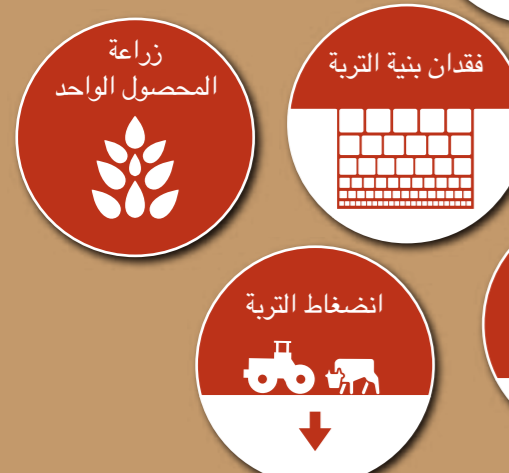 زراعة
المحصول الواحد
فقدان بنية التربة
انضغاط التربة